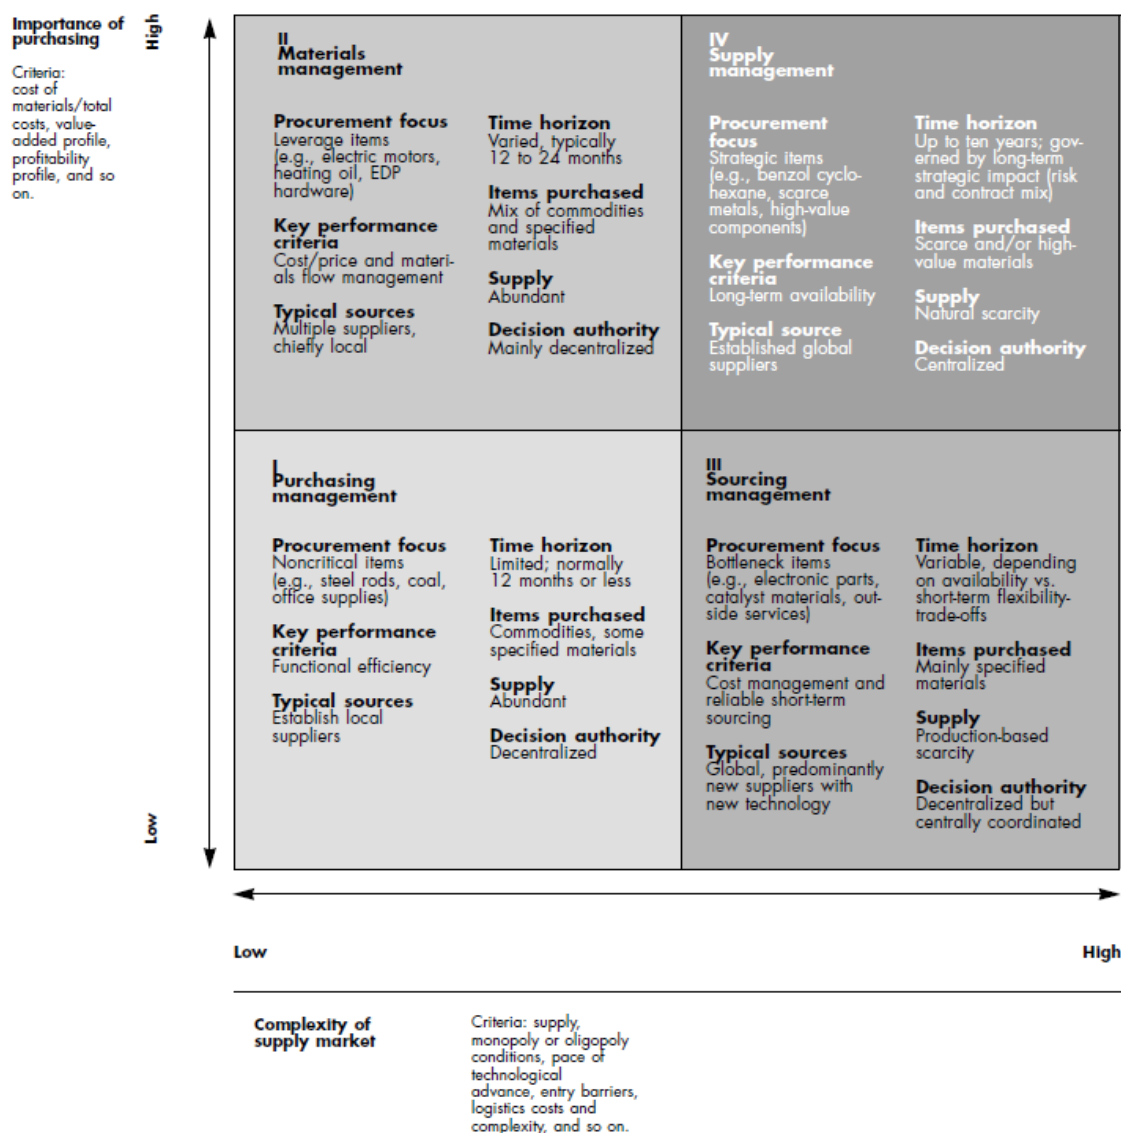 Importance of
purchasing
Criteria:
cost of
materials/total
costs, value-
added profile,
profitability
profile, and so
on.
High
Low
II
Materials
management
Procurement focus
Leverage items
(e.g., electric motors,
heating oil, EDP
hardware)
Key performance
criteria
Cost/price and materi-
als flow management
Typical sources
Multiple suppliers,
chiefly local
Time horizon
Varied, typically
12 to 24 months
Items purchased
Mix of commodities
and specified
materials
Supply
Abundant
Decision authority
Mainly decentralized
IV
Supply
management
Procurement
focus
Strategic items
(e.g., benzol cyclo-
hexane, scarce
metals, high-value
components)
Key performance
criteria
Long-term availability
Typical source
Established global
suppliers
Time horizon
Up to ten years; gov-
erned by long-term
strategic impact (risk
and contract mix)
Items purchased
Scarce and/or high-
value materials
Supply
Natural scarcity
Decision authority
Centralized
I
Purchasing
management
Procurement focus
Noncritical items
(e.g., steel rods, coal,
office supplies)
Key performance
criteria
Functional efficiency
Typical sources
Establish local
suppliers
Time horizon
Limited; normally
12 months or less
Items purchased
Commodities, some
specified materials
Supply
Abundant
Decision authority
Decentralized
III
Sourcing
management
Procurement focus
Bottleneck items
(e.g., electronic parts,
catalyst materials, out-
side services)
Key performance
criteria
Cost management and
reliable short-term
sourcing
Typical sources
Global, predominantly
new suppliers with
new technology
Time horizon
Variable, depending
on availability vs.
short-term flexibility-
trade-offs
Items purchased
Mainly specified
materials
Supply
Production-based
scarcity
Decision authority
Decentralized but
centrally coordinated
Low
High
Complexity of
supply market
Criteria: supply,
monopoly or oligopoly
conditions, pace of
technological
advance, entry barriers,
logistics costs and
complexity, and so on.